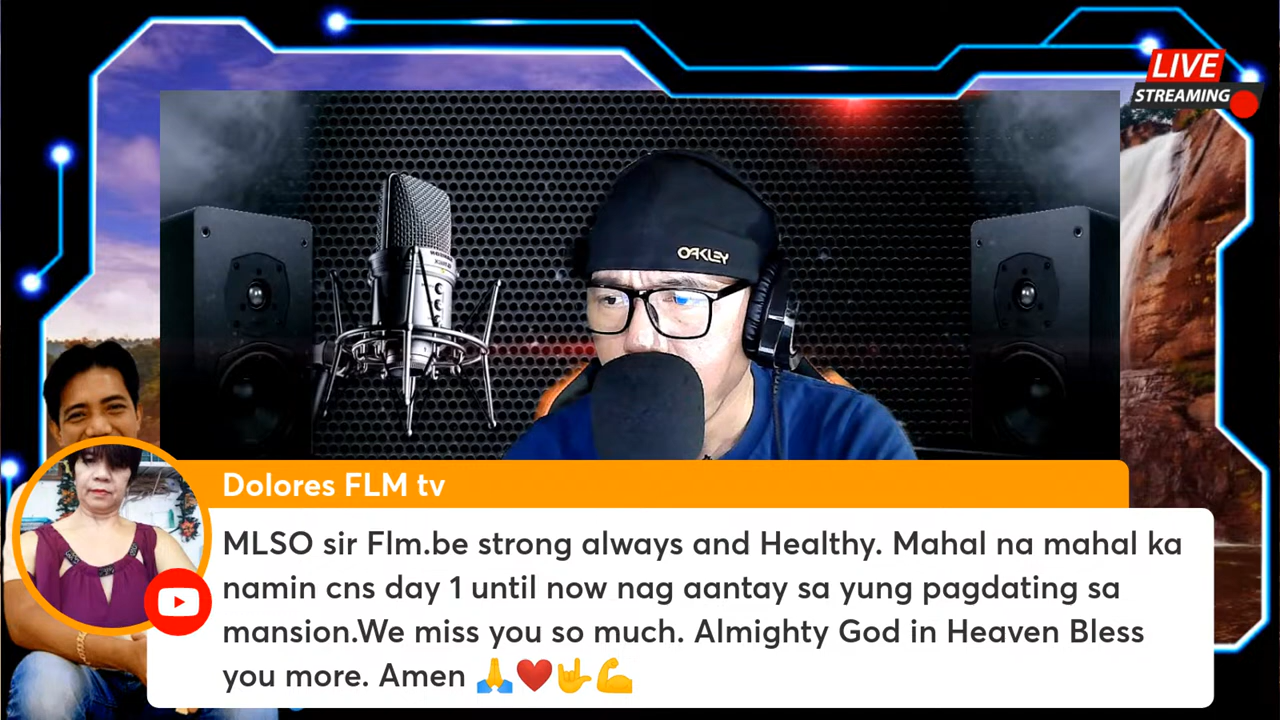 LIVE
STREAMING
OAKLEY
Dolores FLM tv
MLSO sir Flm.be strong always and Healthy. Mahal na mahal ka
namin cns day 1 until now nag aantay sa yung pagdating sa
mansion.We miss you so much. Almighty God in Heaven Bless
you more. Amen 🙏❤️🤟💪